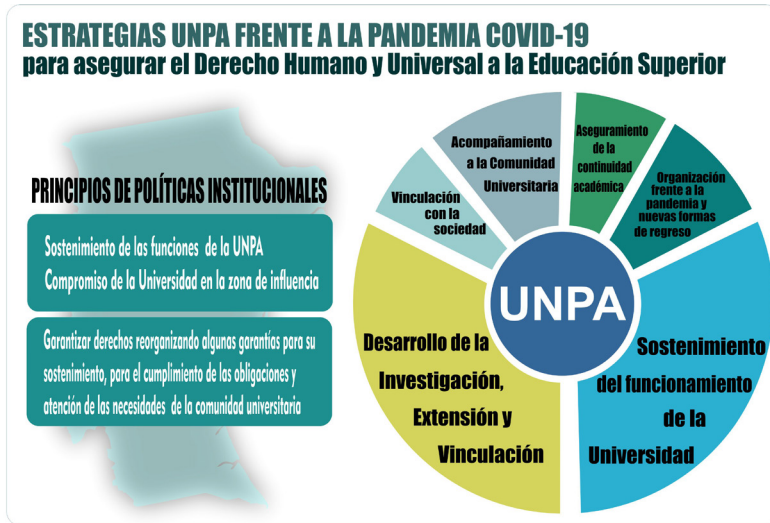 ESTRATEGIAS UNPA FRENTE A LA PANDEMIA COVID-19
para asegurar el Derecho Humano y Universal a la Educación Superior
PRINCIPIOS DE POLÍTICAS INSTITUCIONALES
Sostenimiento de las funciones de la UNPA
Compromiso de la Universidad en la zona de influencia
Garantizar derechos reorganizando algunas garantías para su
sostenimiento, para el cumplimiento de las obligaciones y
atención de las necesidades de la comunidad universitaria
Vinculación
con la
sociedad
Acompañamiento
a la Comunidad
Universitaria
Aseguramiento
de la
continuidad
académica
Organización
frente a la
pandemia y
nuevas formas
de regreso
UNPA
Desarrollo de la
Investigación,
Extensión y
Vinculación
Sostenimiento
del funcionamiento
de la
Universidad